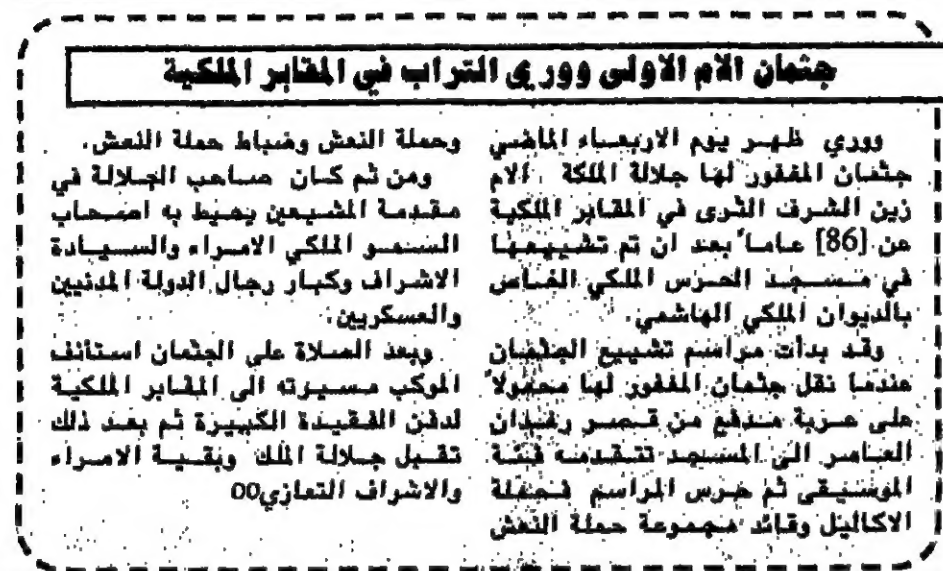 جثمان الام الاولى ووري التراب في المقابر الملكية
ووري ظهر يوم الاربعاء الماضي
جثمان المغفور لها جلالة الملكة الام
زين الشرف الثرى في المقابر الملكية
عن [86] عاماً بعد ان تم تشييعها
في مسجد الحرس الملكي الخاص
بالديوان الملكي الهاشمي.
وقد بدأت مراسم تشييع الجثمان
عندما نقل جثمان المغفور لها محمولاً
على عربة مدفع من قصر رغدان
العامر الى المسجد تتقدمه فئة
الموسيقى ثم حرس المراسم فحملة
الاكاليل وقائد مجموعة حملة النعش
وحملة النعش وضباط حملة النعش.
ومن ثم كان صاحب الجلالة في
مقدمة المشيعين يحيط به اصحاب
السمو الملكي الامراء والسيادة
الاشراف وكبار رجال الدولة المدنيين
والعسكريين.
وبعد الصلاة على الجثمان استأنف
الموكب مسيرته الى المقابر الملكية
لدفن الفقيدة الكبيرة ثم بعد ذلك
تقبل جلالة الملك وبقية الامراء
والاشراف التعازي00